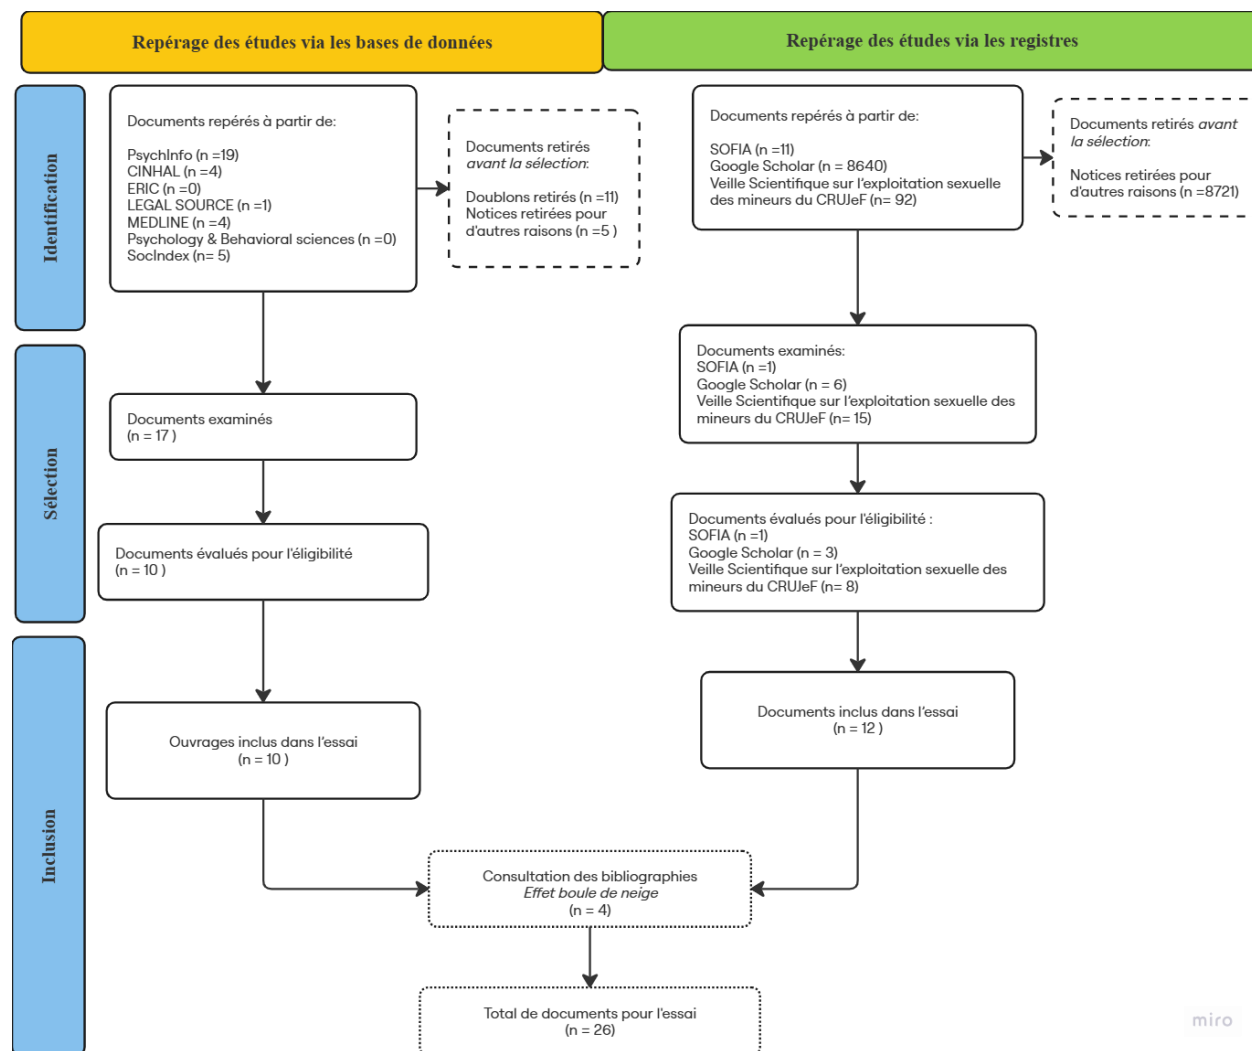 Repérage des études via les bases de données
Repérage des études via les registres
Identification
Documents repérés à partir de:
PsychInfo (n =19)
CINHAL (n =4)
ERIC (n =0)
LEGAL SOURCE (n =1)
MEDLINE (n =4)
Psychology & Behavioral sciences (n =0)
SocIndex (n= 5)
Documents retirés
avant la sélection:
Doublons retirés (n =11)
Notices retirées pour
d'autres raisons (n =5 )
Documents repérés à partir de:
SOFIA (n =11)
Google Scholar (n = 8640)
Veille Scientifique sur l'exploitation sexuelle
des mineurs du CRUJeF (n= 92)
Documents retirés avant
la sélection:
Notices retirées pour
d'autres raisons (n =8721)
Sélection
Documents examinés
(n = 17 )
Documents évalués pour l'éligibilité
(n = 10 )
Documents examinés:
SOFIA (n =1)
Google Scholar (n = 6)
Veille Scientifique sur l'exploitation sexuelle des
mineurs du CRUJeF (n= 15)
Documents évalués pour l'éligibilité :
SOFIA (n =1)
Google Scholar (n = 3)
Veille Scientifique sur l'exploitation sexuelle des
mineurs du CRUJeF (n= 8)
Inclusion
Ouvrages inclus dans l'essai
(n = 10 )
Documents inclus dans l'essai
(n = 12 )
Consultation des bibliographies
Effet boule de neige
(n = 4)
Total de documents pour l'essai
(n = 26)
miro